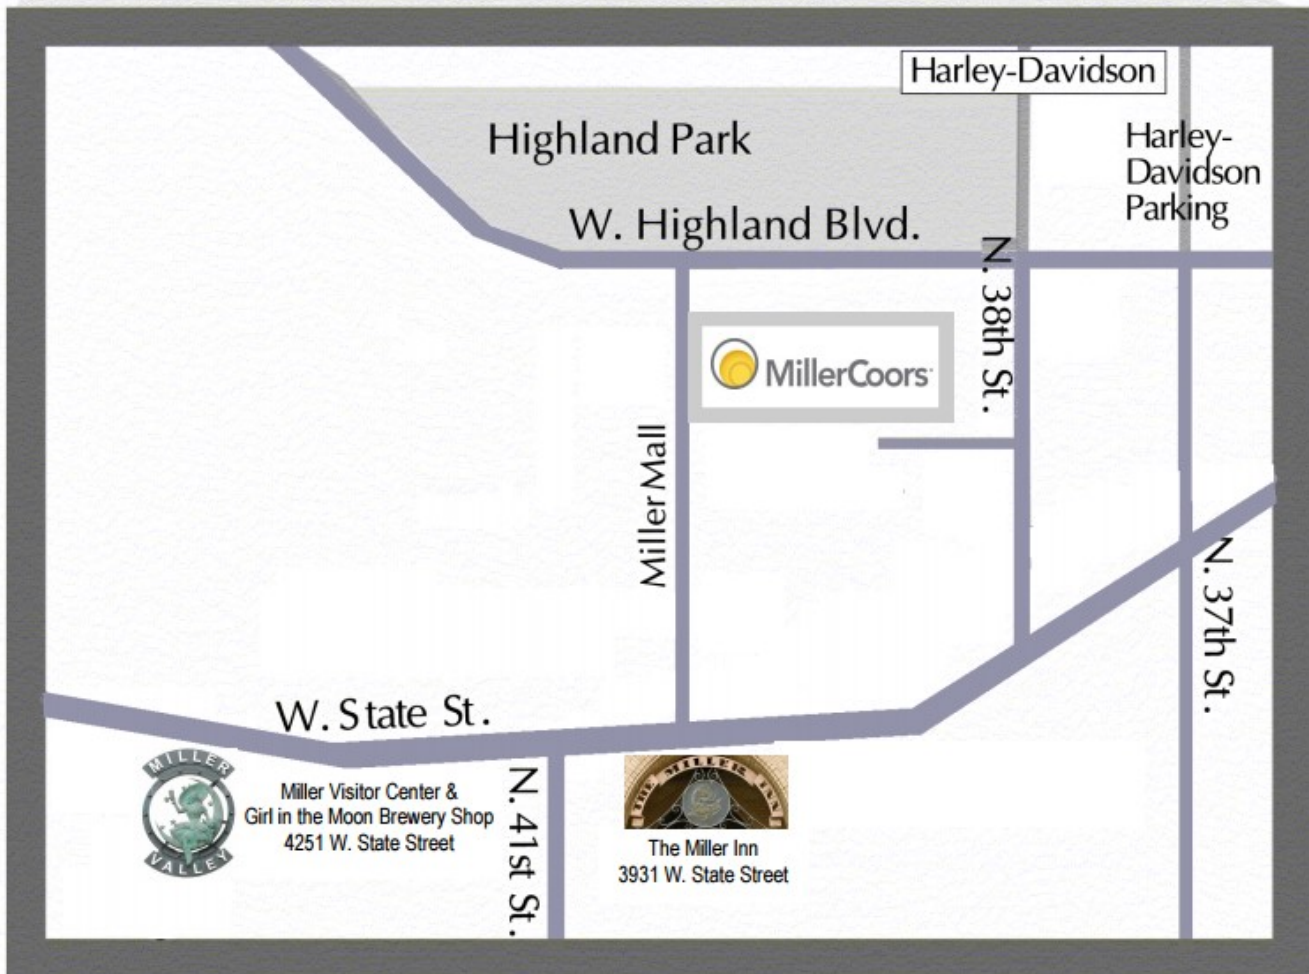 Harley-Davidson
Highland Park
Harley-
Davidson
Parking
W. Highland Blvd.
N. 38th St.
MillerCoors
Miller Mall
N. 37th St.
W. State St.
MILLER
VALLEY
Miller Visitor Center &
Girl in the Moon Brewery Shop
4251 W. State Street
N. 41st St.
THE MILLER INN
The Miller Inn
3931 W. State Street